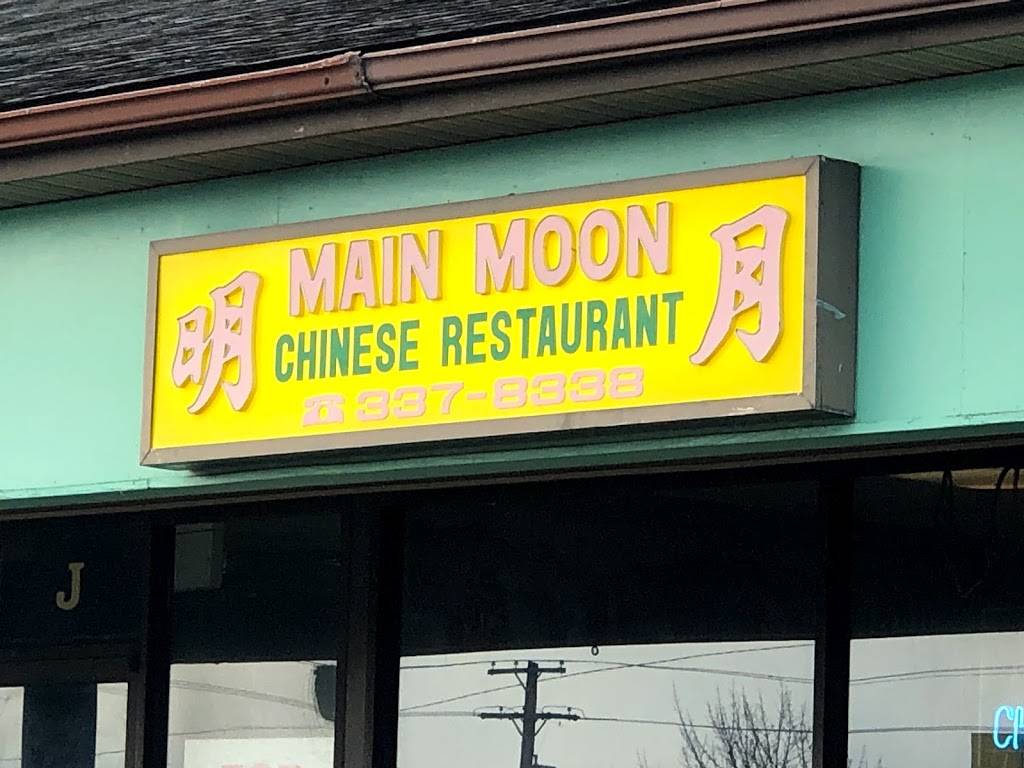 明 MAIN MOON 月
CHINESE RESTAURANT
☎337-8338
J